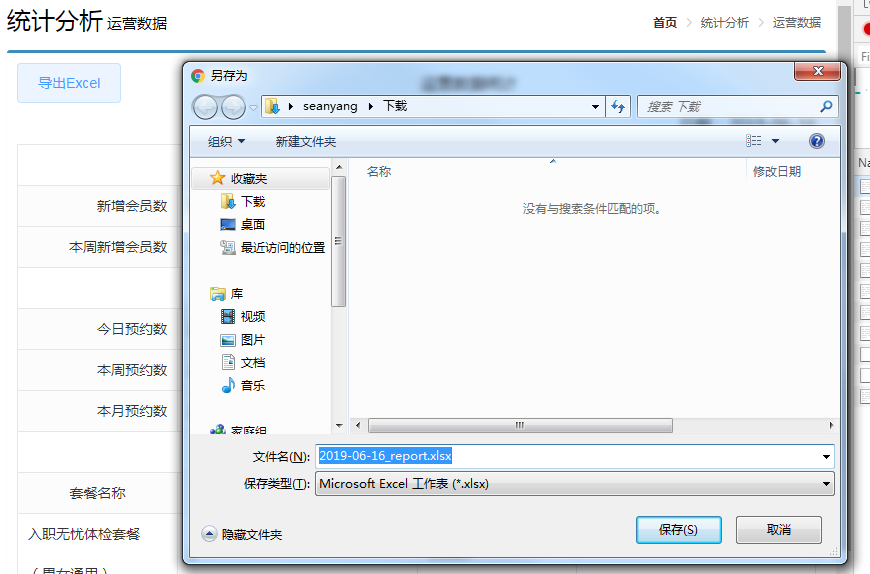 统计分析 运营数据
首页 > 统计分析 > 运营数据
导出Excel
新增会员数
本周新增会员数
今日预约数
本周预约数
本月预约数
套餐名称
入职无忧体检套餐
（男女通用）
另存为
seanyang
下载
搜索 下载
组织
新建文件夹
收藏夹
下载
桌面
最近访问的位置
库
视频
图片
文档
音乐
家庭组
名称
修改日期
没有与搜索条件匹配的项。
文件名(N):
2019-06-16_report.xlsx
保存类型(T):
Microsoft Excel 工作表 (*.xlsx)
隐藏文件夹
保存(S)
取消
Fi
Na